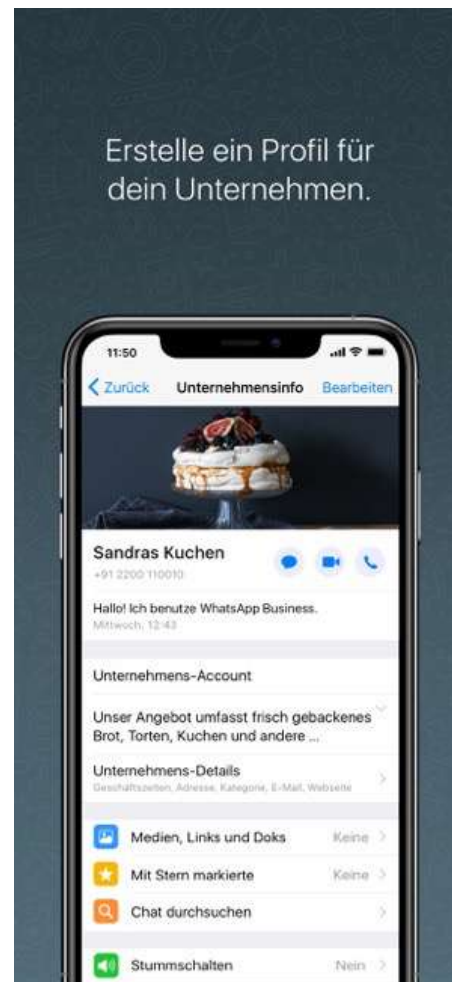 Erstelle ein Profil für
dein Unternehmen.
11:50
Zurück Unternehmensinfo Bearbeiten
Sandras Kuchen
+91 2200 110010
Hallo! Ich benutze WhatsApp Business.
Mittwoch, 12:43
Unternehmens-Account
Unser Angebot umfasst frisch gebackenes
Brot, Torten, Kuchen und andere ...
Unternehmens-Details
Geschäftszeiten, Adresse, Kategorie, E-Mail, Webseite
Medien, Links und Doks Keine
Mit Stern markierte Keine
Chat durchsuchen
Stummschalten Nein